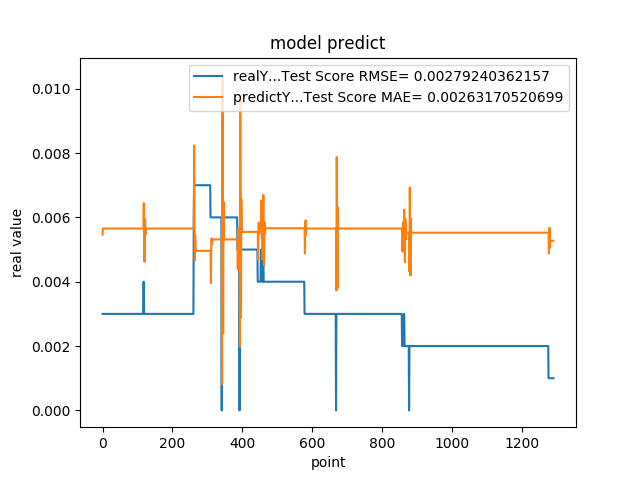 model predict
realY...Test Score RMSE= 0.00279240362157
predictY...Test Score MAE= 0.00263170520699
real value
0.010
0.008
0.006
0.004
0.002
0.000
0 200 400 600 800 1000 1200
point